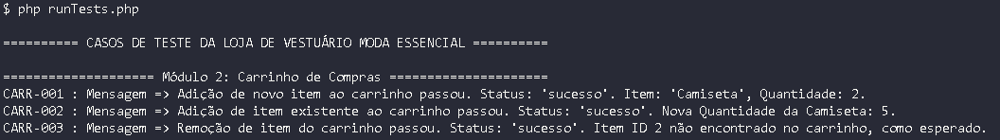 $ php runTests.php
========== CASOS DE TESTE DA LOJA DE VESTUÁRIO MODA ESSENCIAL ==========
==================== Módulo 2: Carrinho de Compras =====================
CARR-001 : Mensagem => Adição de novo item ao carrinho passou. Status: 'sucesso'. Item: 'Camiseta', Quantidade: 2.
CARR-002 : Mensagem => Adição de item existente ao carrinho passou. Status: 'sucesso'. Nova Quantidade da Camiseta: 5.
CARR-003 : Mensagem => Remoção de item do carrinho passou. Status: 'sucesso'. Item ID 2 não encontrado no carrinho, como esperado.